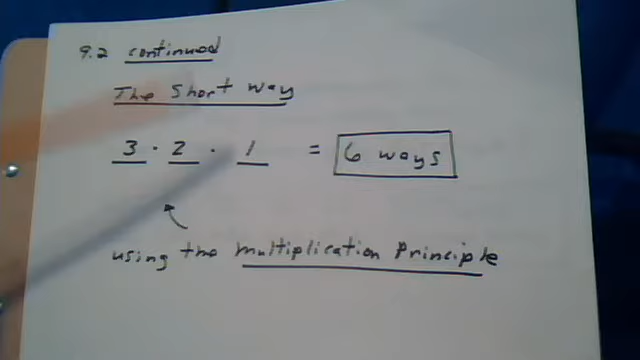 9.2 continued
The Short Way
3 · 2 · 1 = 6 ways
using the multiplication Principle